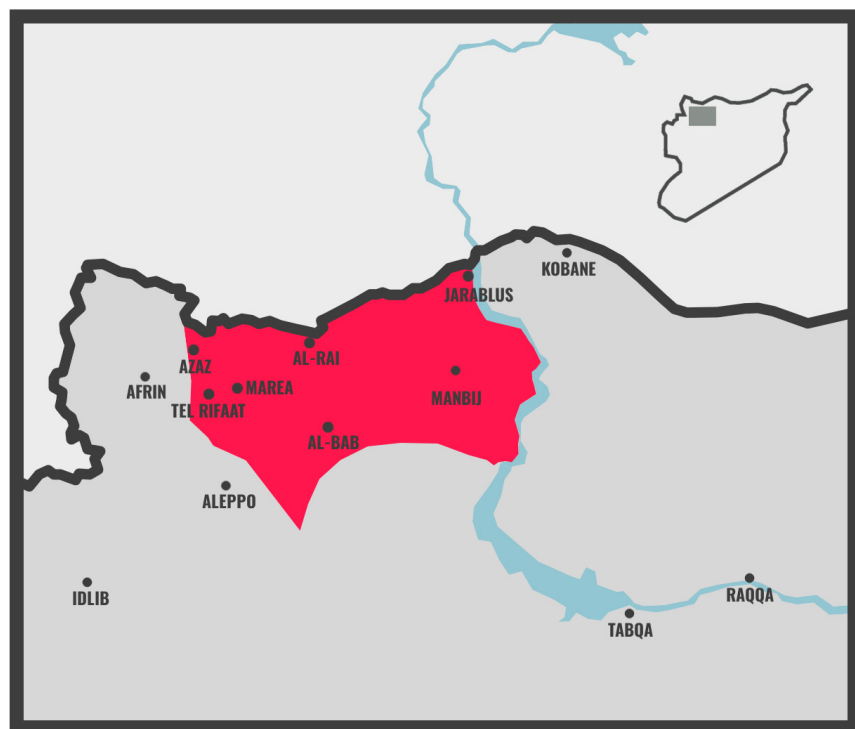 KOBANE
JARABLUS
AL-RAI
AZAZ
AFRIN
MAREA
MANBIJ
TEL RIFAAT
AL-BAB
ALEPPO
IDLIB
RAQQA
TABQA